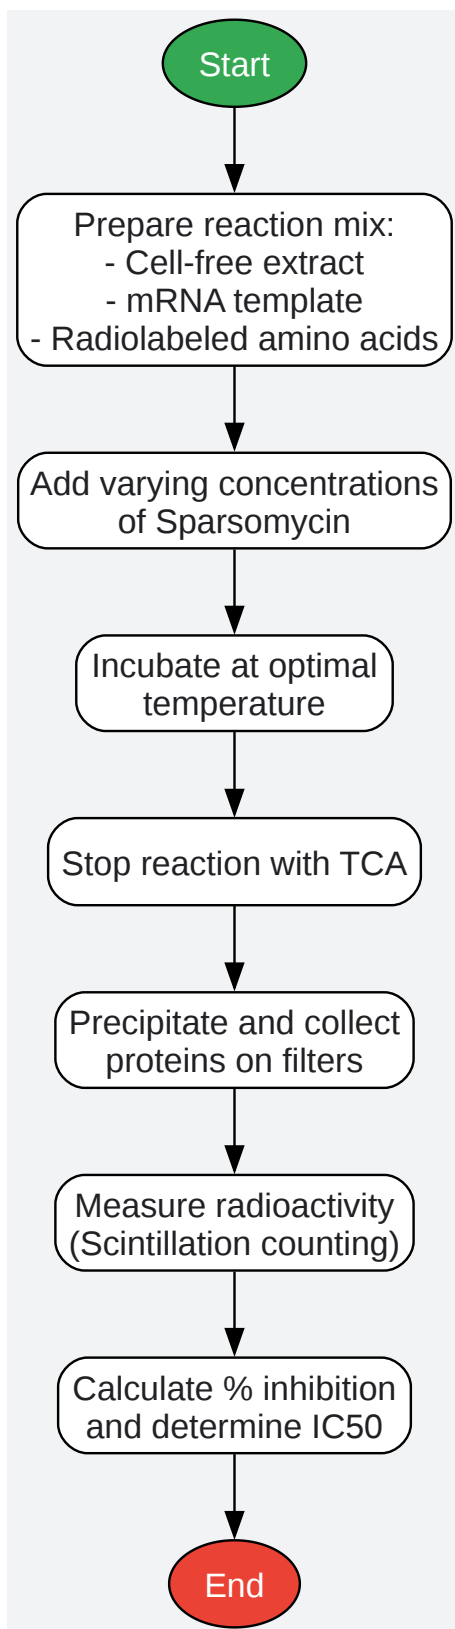 Start
Prepare reaction mix:
- Cell-free extract
- mRNA template
- Radiolabeled amino acids
Add varying concentrations
of Sparsomycin
Incubate at optimal
temperature
Stop reaction with TCA
Precipitate and collect
proteins on filters
Measure radioactivity
(Scintillation counting)
Calculate % inhibition
and determine IC50
End